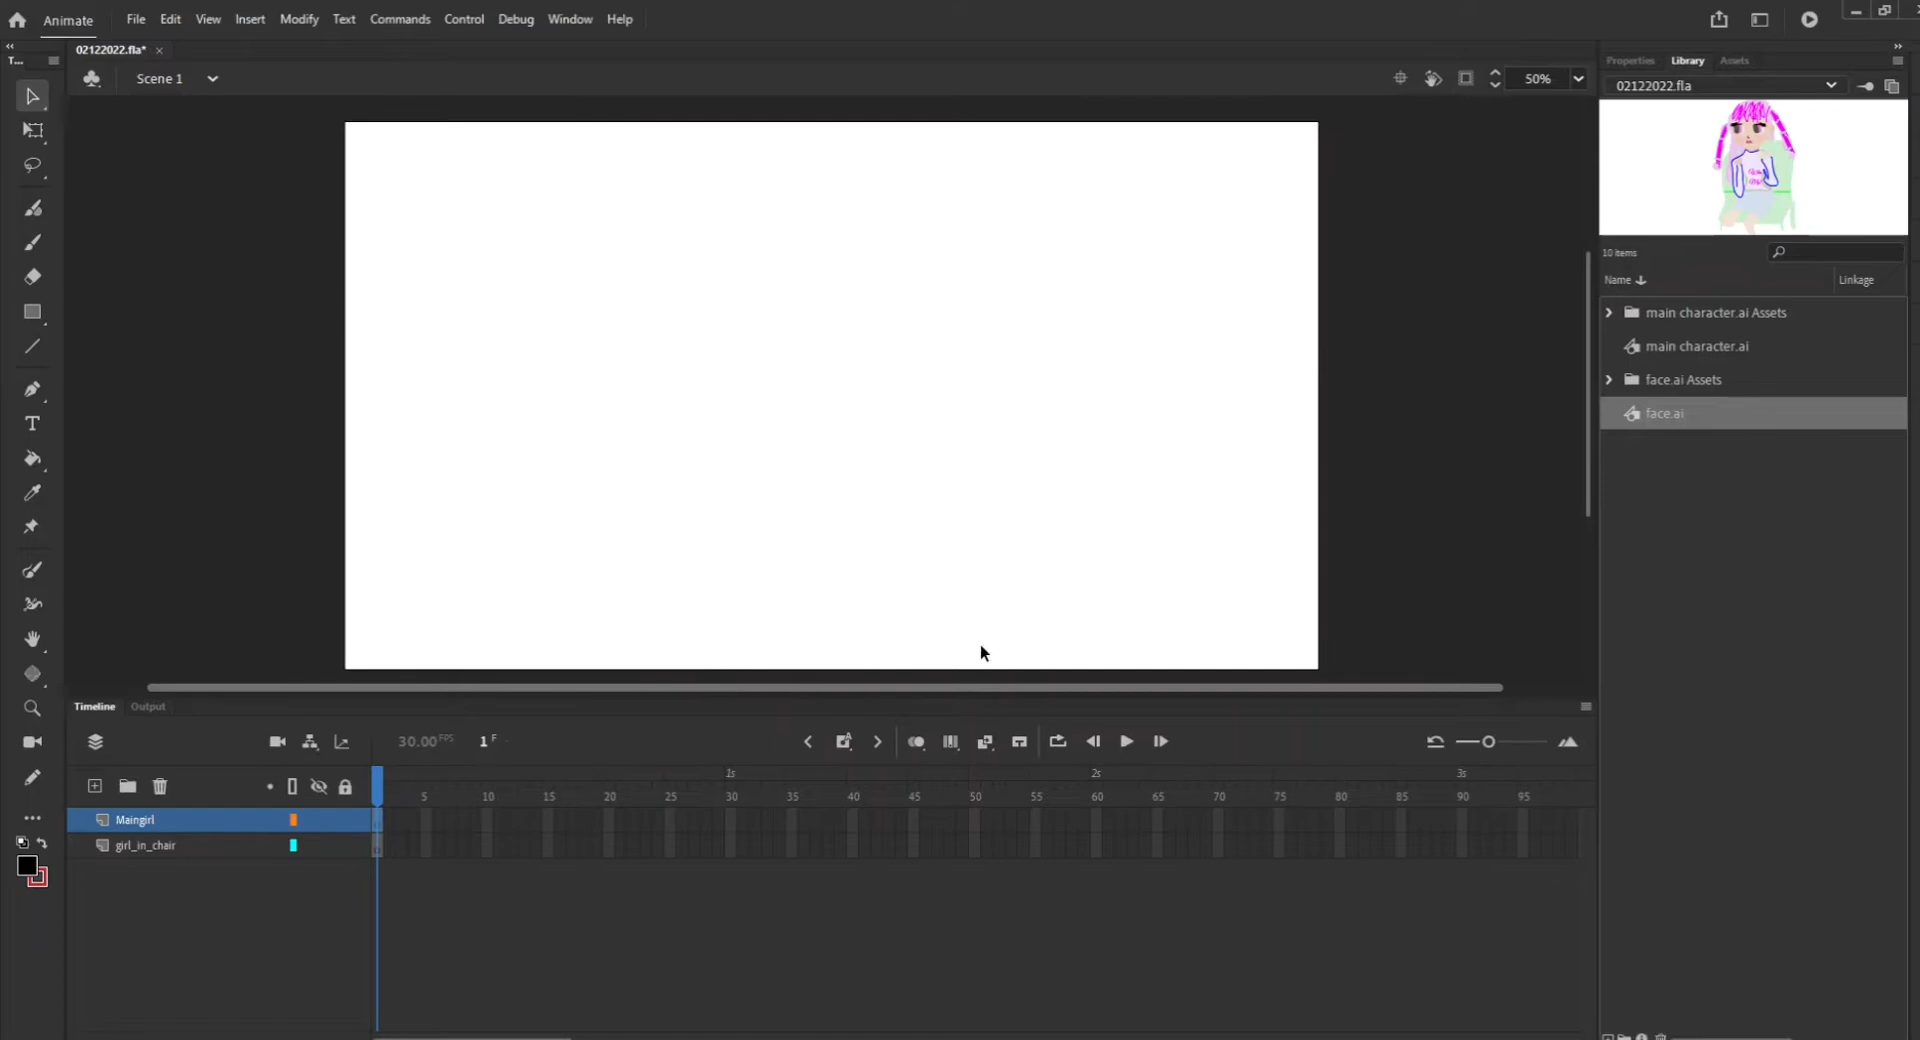 Animate File Edit View Insert Modify Text Commands Control Debug Window Help
02122022.fla*
T...
Scene 1
50%
Properties Library Assets
02122022.fla
10 items
Name Linkage
main character.ai Assets
main character.ai
face.ai Assets
face.ai
Timeline Output
30.00 FPS 1 F
1s 2s 3s
5 10 15 20 25 30 35 40 45 50 55 60 65 70 75 80 85 90 95
Maingirl
girl_in_chair